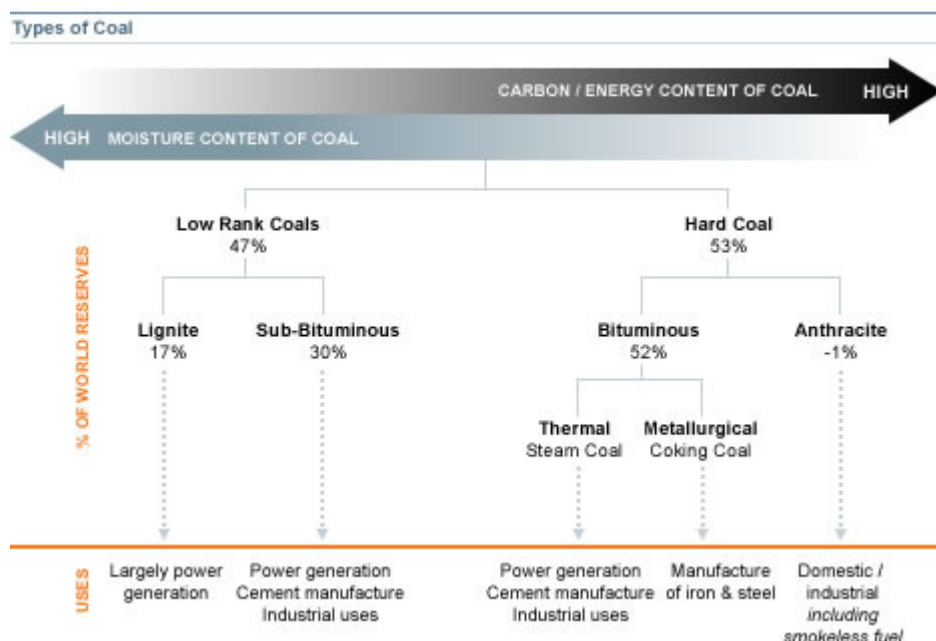 Types of Coal
CARBON / ENERGY CONTENT OF COAL HIGH
HIGH MOISTURE CONTENT OF COAL
% OF WORLD RESERVES
Low Rank Coals
47%
Hard Coal
53%
Lignite
17%
Sub-Bituminous
30%
Bituminous
52%
Anthracite
-1%
Thermal
Steam Coal
Metallurgical
Coking Coal
USES
Largely power
generation
Power generation
Cement manufacture
Industrial uses
Power generation
Cement manufacture
Industrial uses
Manufacture
of iron & steel
Domestic /
industrial
including
smokeless fuel